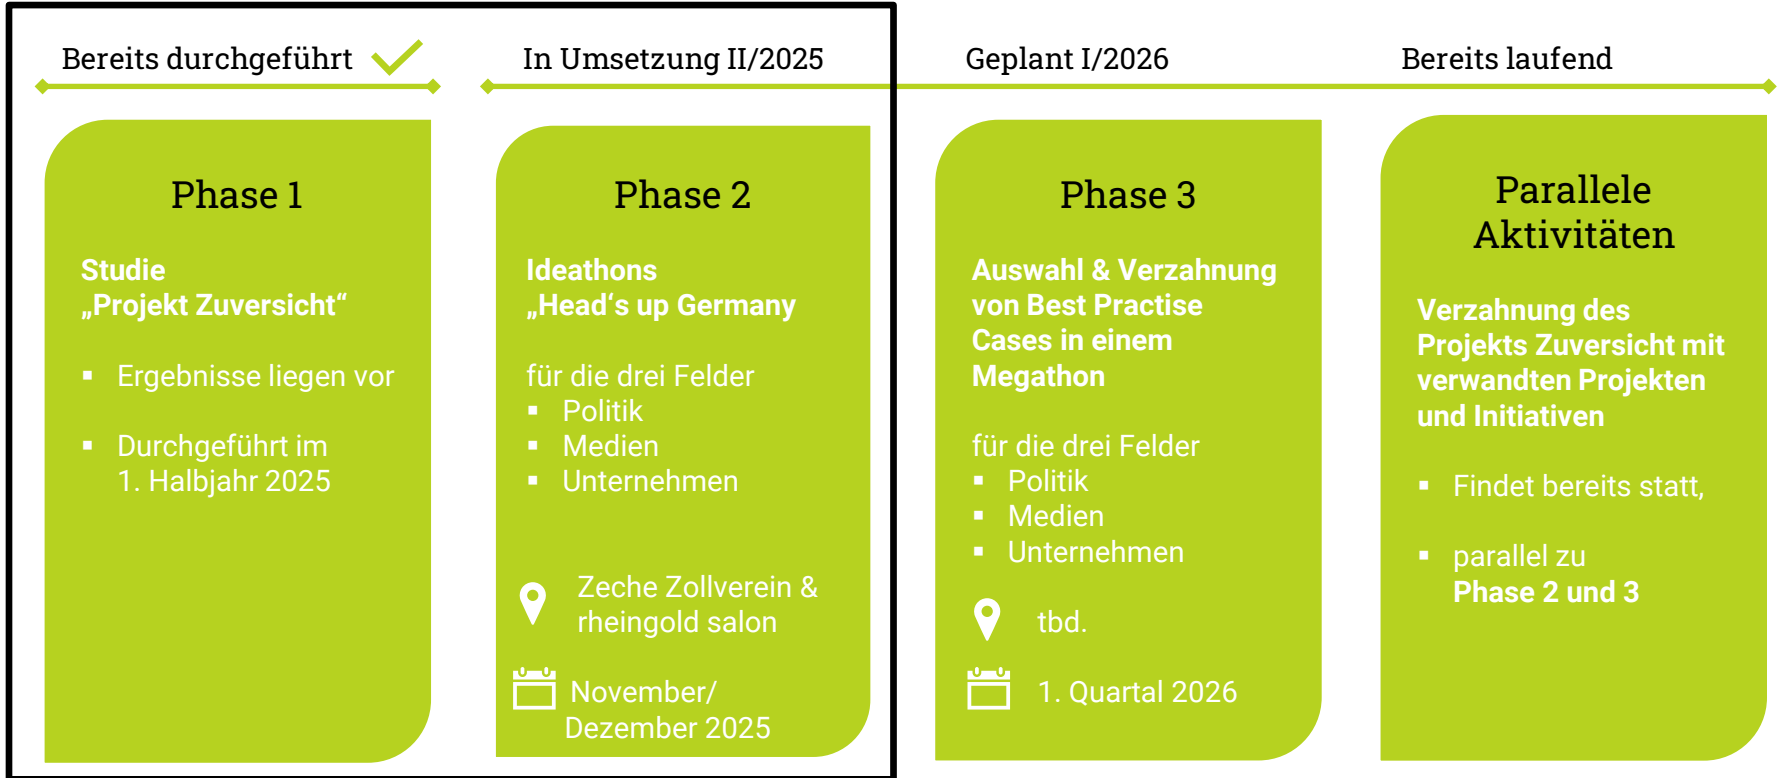 Bereits durchgeführt
In Umsetzung II/2025
Geplant I/2026
Bereits laufend
Phase 1
Studie
„Projekt Zuversicht“
▪ Ergebnisse liegen vor
▪ Durchgeführt im
1. Halbjahr 2025
Phase 2
Ideathons
„Head‘s up Germany
für die drei Felder
▪ Politik
▪ Medien
▪ Unternehmen
Zeche Zollverein &
rheingold salon
November/
Dezember 2025
Phase 3
Auswahl & Verzahnung
von Best Practise
Cases in einem
Megathon
für die drei Felder
▪ Politik
▪ Medien
▪ Unternehmen
tbd.
1. Quartal 2026
Parallele
Aktivitäten
Verzahnung des
Projekts Zuversicht mit
verwandten Projekten
und Initiativen
▪ Findet bereits statt,
▪ parallel zu
Phase 2 und 3